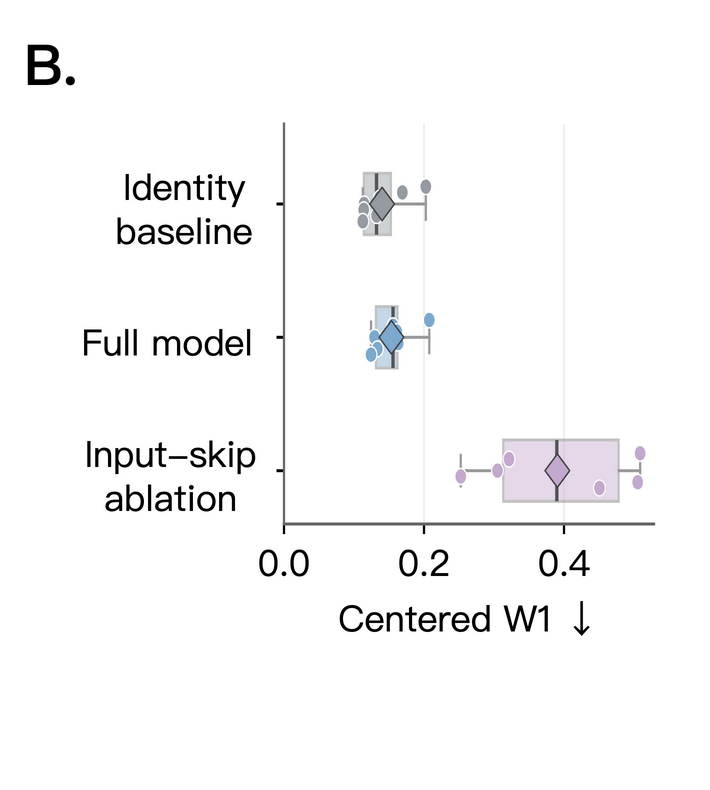 B.
Identity
baseline
Full model
Input–skip
ablation
0.0 0.2 0.4
Centered W1 ↓